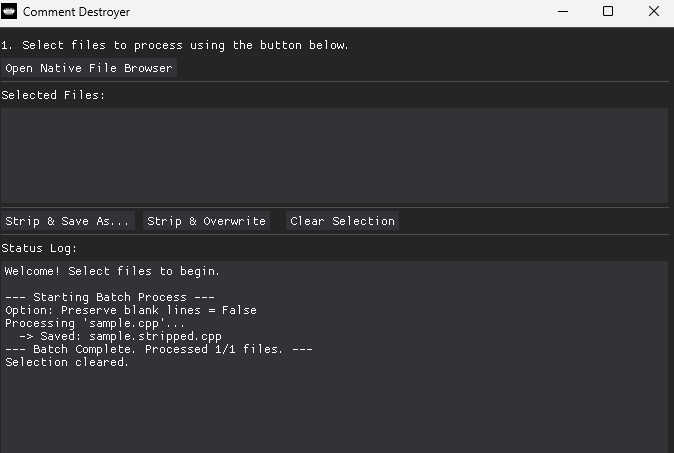 Comment Destroyer
1. Select files to process using the button below.
Open Native File Browser
Selected Files:
Strip & Save As... Strip & Overwrite Clear Selection
Status Log:
Welcome! Select files to begin.
--- Starting Batch Process ---
Option: Preserve blank lines = False
Processing 'sample.cpp'...
-> Saved: sample.stripped.cpp
--- Batch Complete. Processed 1/1 files. ---
Selection cleared.